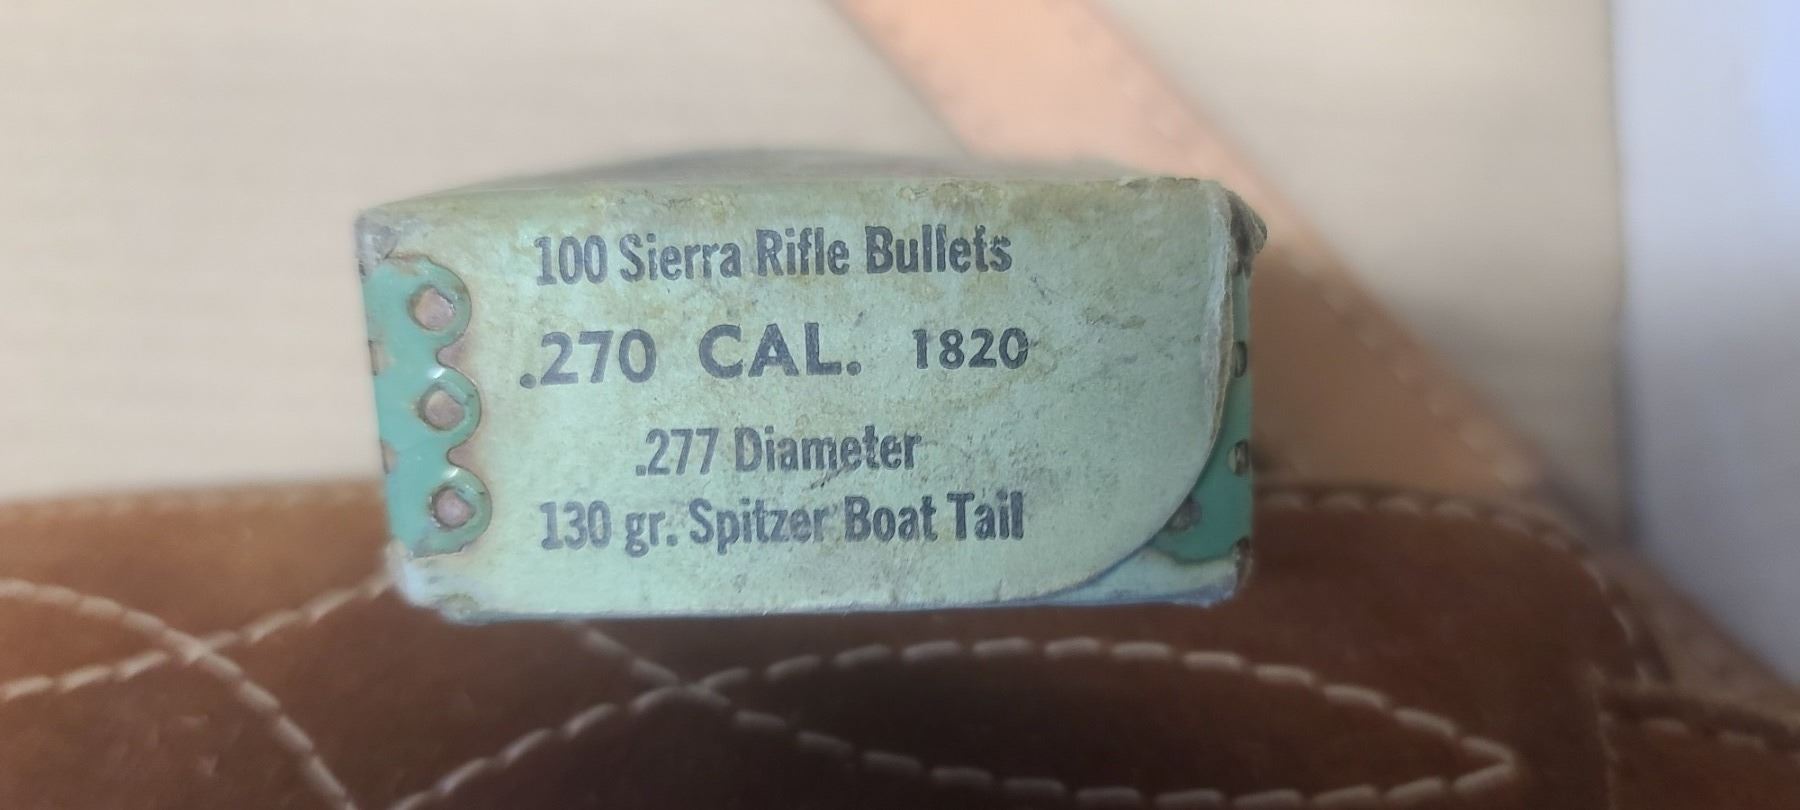 100 Sierra Rifle Bullets
.270 CAL. 1820
.277 Diameter
130 gr. Spitzer Boat Tail